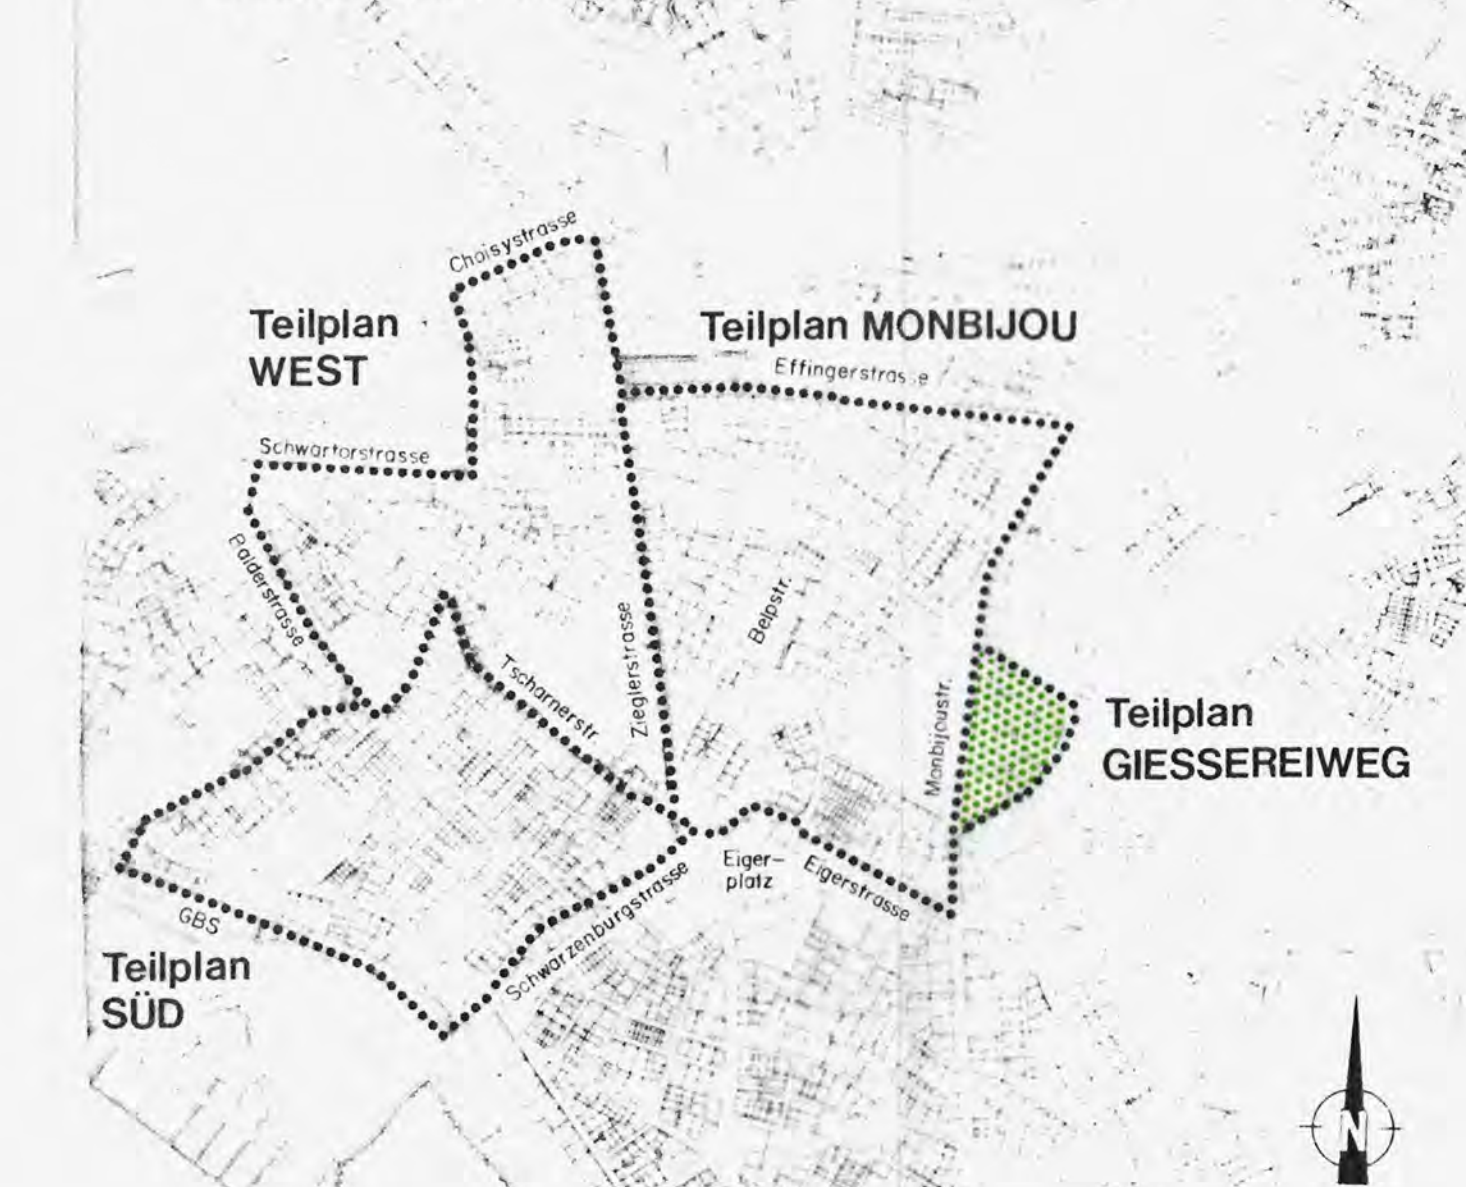 Choisystrasse
Teilplan
WEST
Teilplan MONBIJOU
Effingerstrasse
Schwartorstrasse
Balderstrasse
Belpstr.
Zieglerstrasse
Tscharnerstr
Monbijoustr.
Teilplan
GIESSEREIWEG
Eiger-
platz
Eigerstrasse
Schwarzenburgstrasse
GBS
Teilplan
SÜD
N